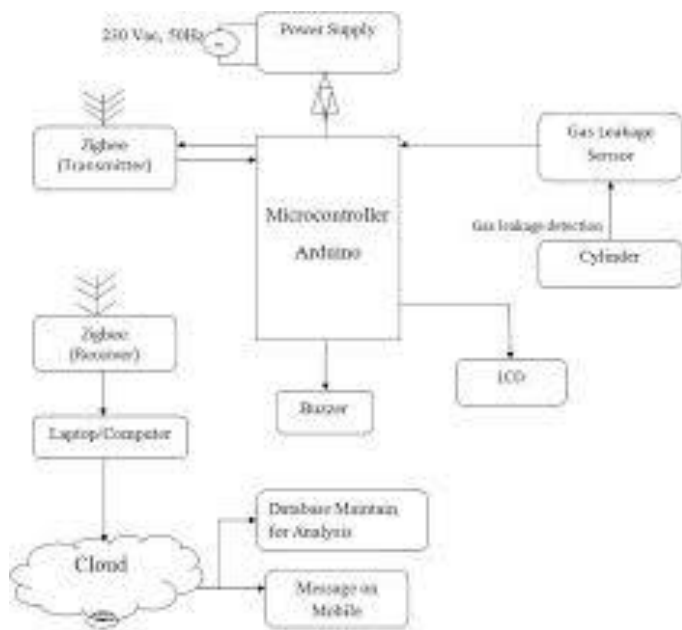 230 Vac, 50Hz
Power Supply
Zigbee
(Transmitter)
Microcontroller
Arduino
Gas Leakage
Sensor
Gas leakage detection
Cylinder
Zigbee
(Receiver)
Laptop/Computer
Buzzer
LCD
Cloud
Database Maintain
for Analysis
Message on
Mobile